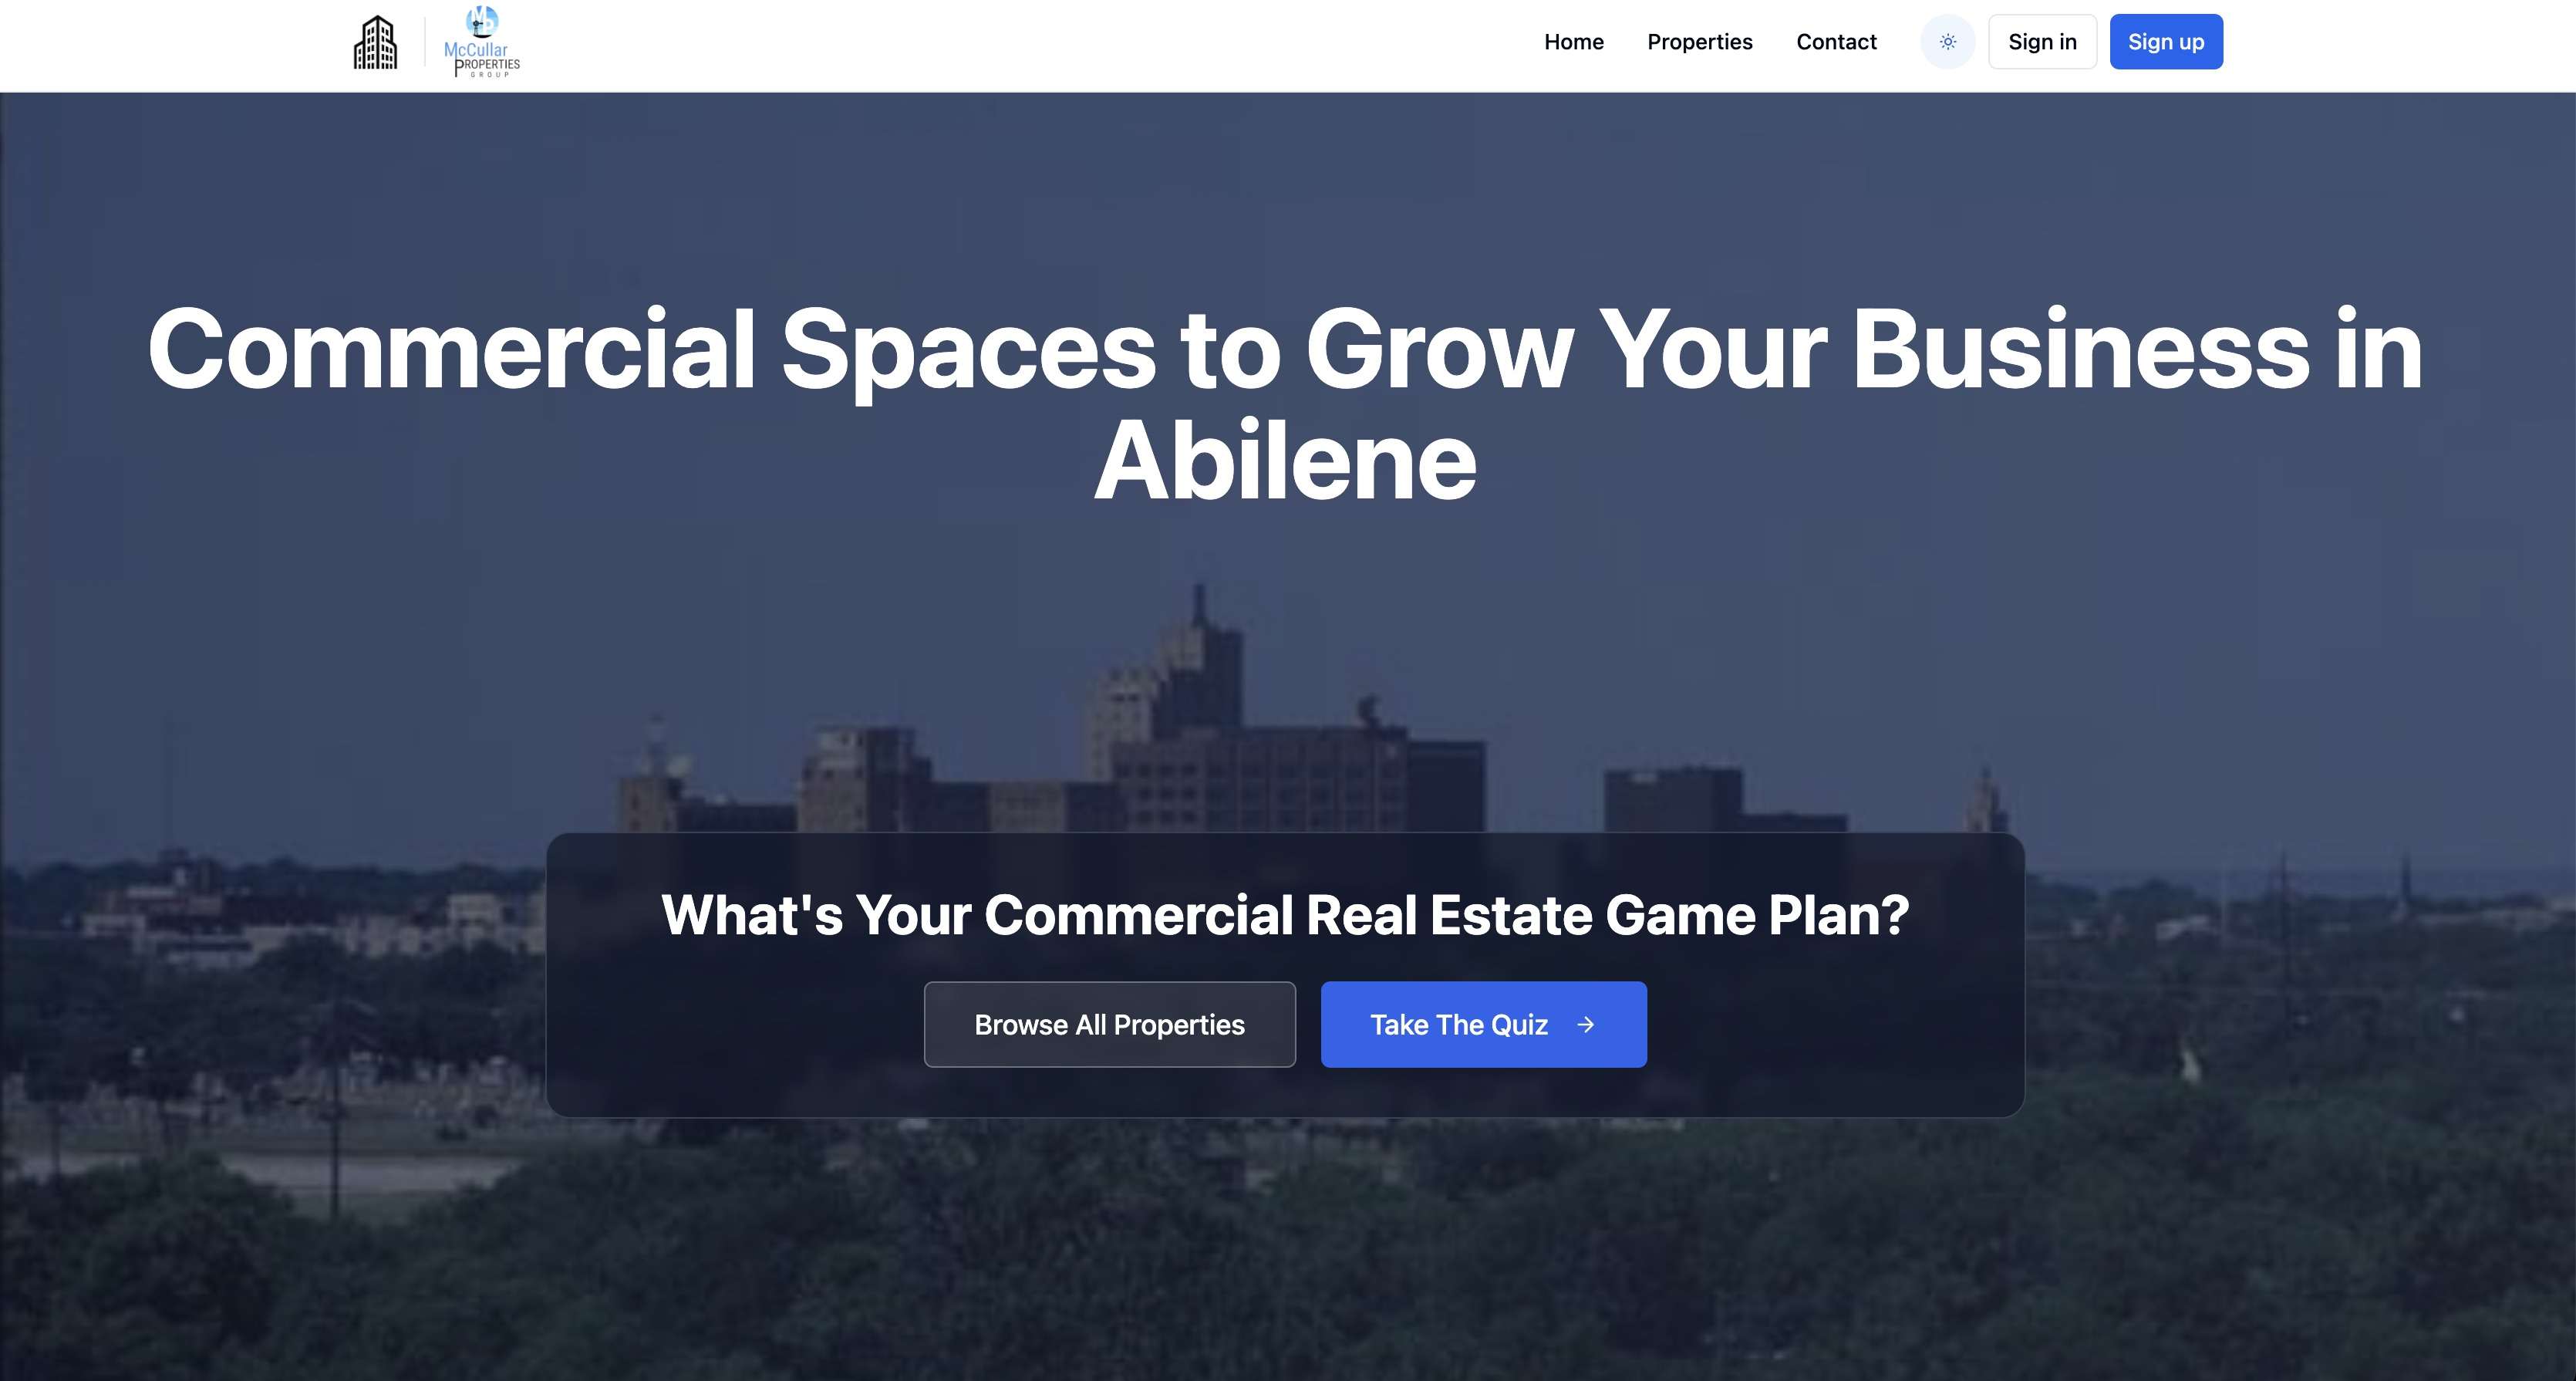 MP
McCullar
PROPERTIES
GROUP
Home
Properties
Contact
Sign in
Sign up
Commercial Spaces to Grow Your Business in
Abilene
What's Your Commercial Real Estate Game Plan?
Browse All Properties
Take The Quiz →